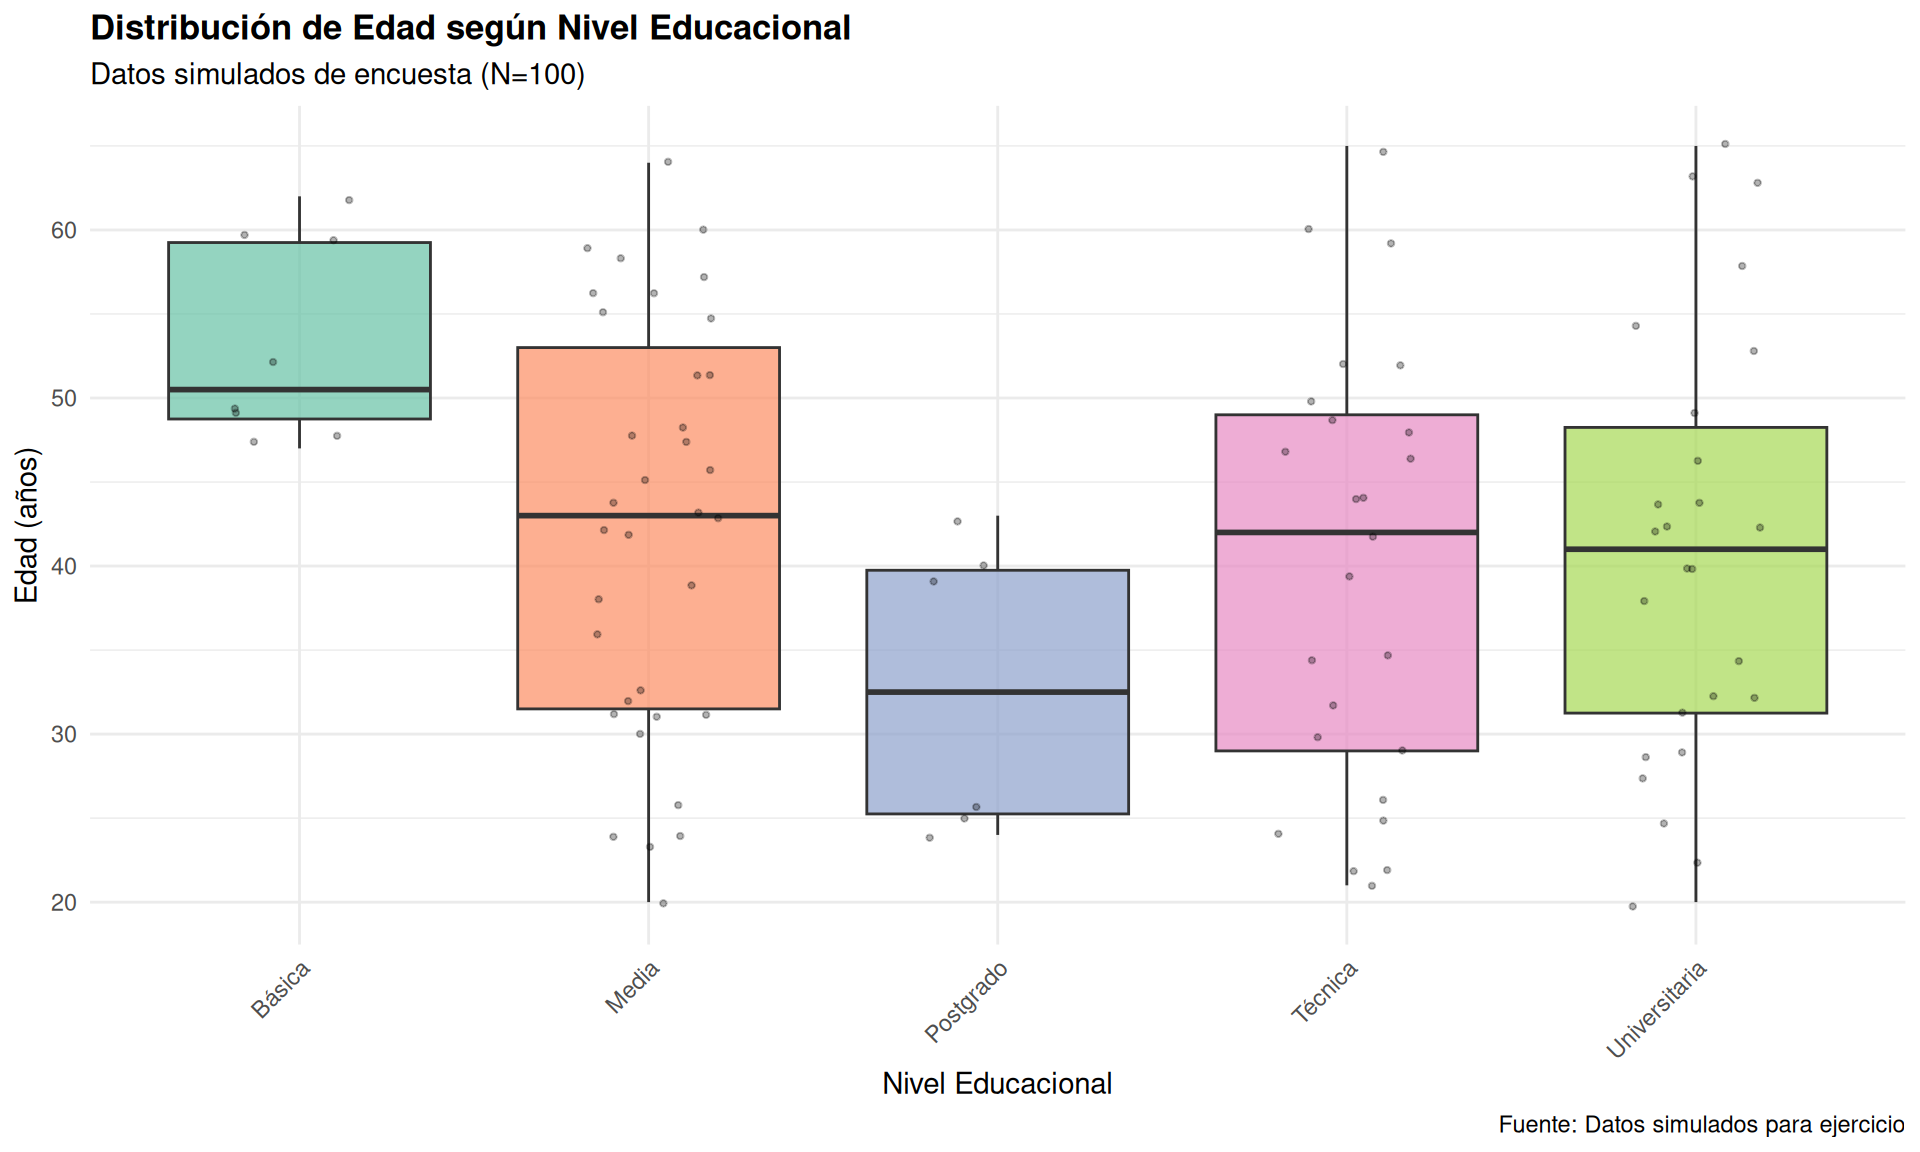 Distribución de Edad según Nivel Educacional
Datos simulados de encuesta (N=100)
Edad (años)
60
50
40
30
20
Básica
Media
Postgrado
Técnica
Universitaria
Nivel Educacional
Fuente: Datos simulados para ejercicio